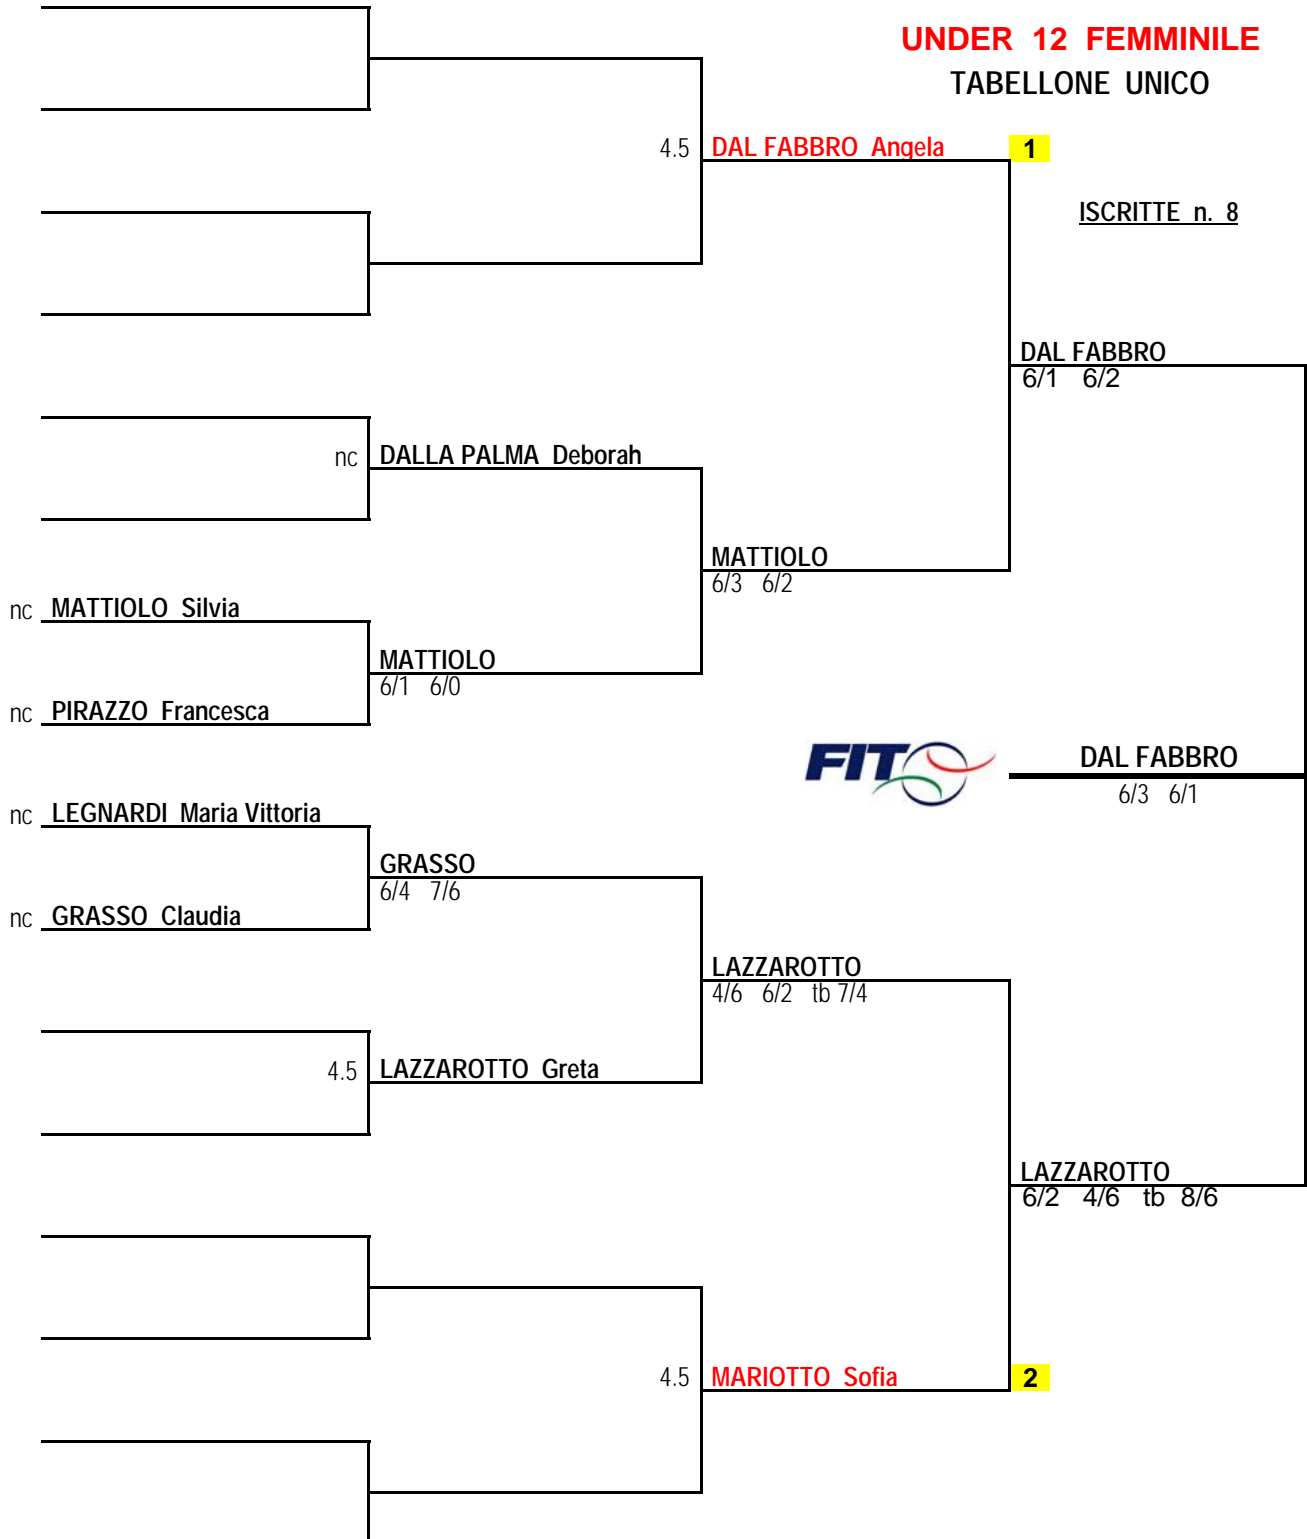 UNDER 12 FEMMINILE
TABELLONE UNICO
4.5 DAL FABBRO Angela 1
ISCRITTE n. 8
DAL FABBRO
6/1 6/2
nc DALLA PALMA Deborah
MATTIOLO
6/3 6/2
nc MATTIOLO Silvia
MATTIOLO
6/1 6/0
nc PIRAZZO Francesca
FIT
DAL FABBRO
6/3 6/1
nc LEGNARDI Maria Vittoria
GRASSO
6/4 7/6
nc GRASSO Claudia
LAZZAROTTO
4/6 6/2 tb 7/4
4.5 LAZZAROTTO Greta
LAZZAROTTO
6/2 4/6 tb 8/6
4.5 MARIOTTO Sofia 2